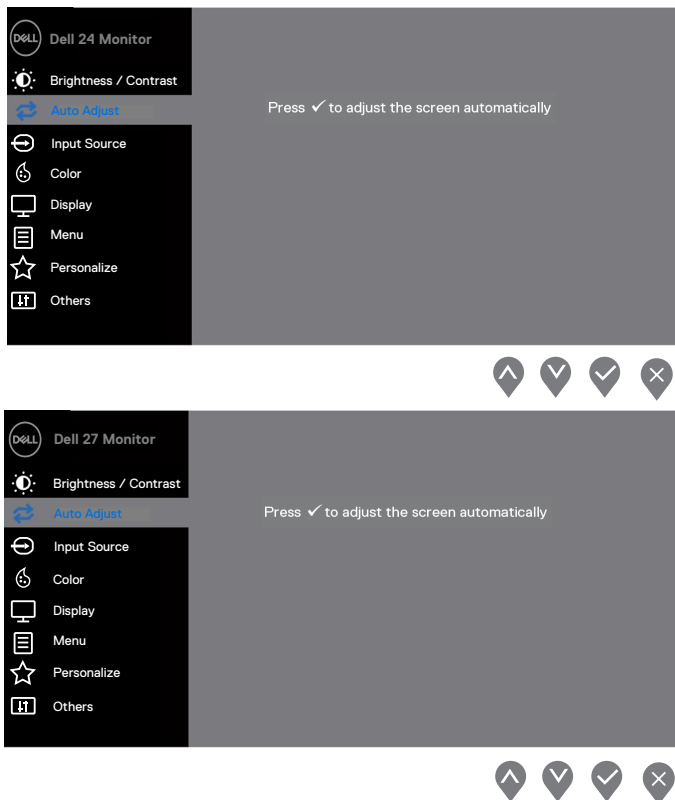 DELL Dell 24 Monitor
Brightness / Contrast
Auto Adjust
Press ✓ to adjust the screen automatically
Input Source
Color
Display
Menu
Personalize
Others
DELL Dell 27 Monitor
Brightness / Contrast
Auto Adjust
Press ✓ to adjust the screen automatically
Input Source
Color
Display
Menu
Personalize
Others